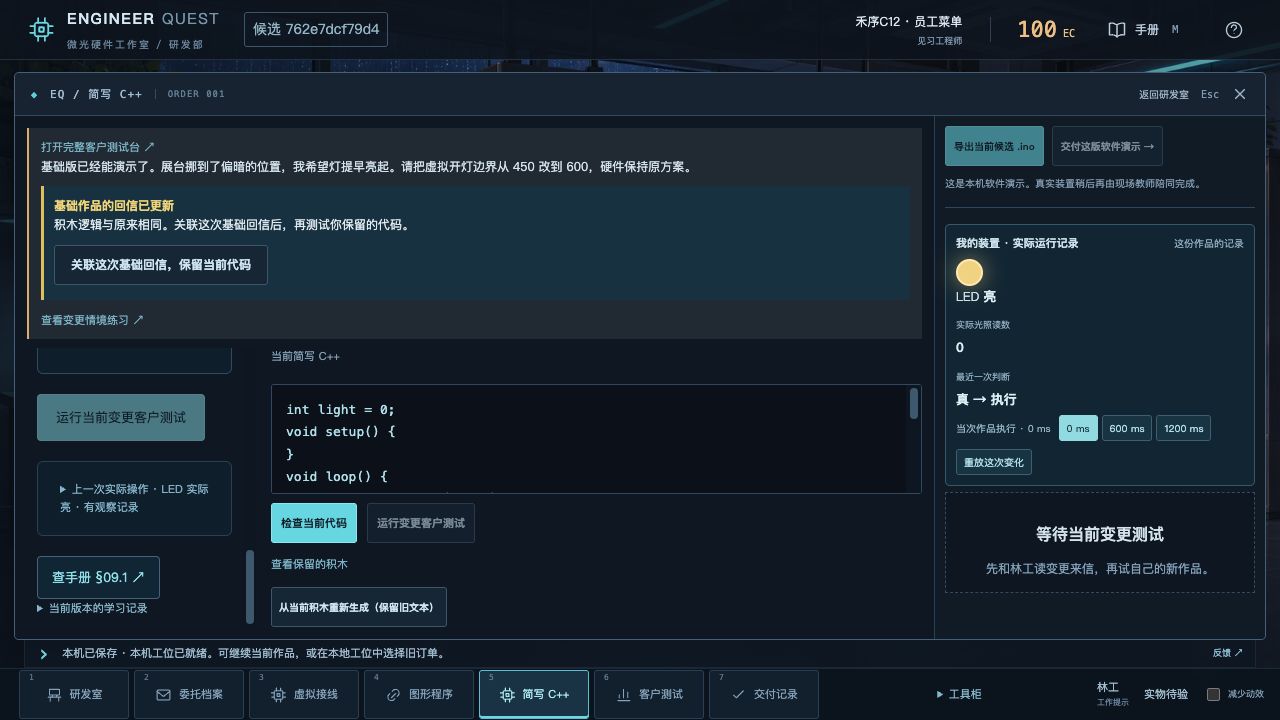 ENGINEER QUEST
微光硬件工作室 / 研发部
候选 762e7dcf79d4
禾序C12 · 员工菜单
见习工程师
100 EC
手册 M
EQ / 简写 C++
ORDER 001
返回研发室 Esc
打开完整客户测试台 ↗
基础版已经能演示了。展台挪到了偏暗的位置，我希望灯提早亮起。请把虚拟开灯边界从 450 改到 600，硬件保持原方案。
基础作品的回信已更新
积木逻辑与原来相同。关联这次基础回信后，再测试你保留的代码。
关联这次基础回信，保留当前代码
查看变更情境练习 ↗
运行当前变更客户测试
上一次实际操作 · LED 实际
亮 · 有观察记录
查手册 §09.1 ↗
当前版本的学习记录
当前简写 C++
int light = 0;
void setup() {
}
void loop() {
检查当前代码
运行变更客户测试
查看保留的积木
从当前积木重新生成（保留旧文本）
导出当前候选 .ino
交付这版软件演示 →
这是本机软件演示。真实装置稍后再由现场教师陪同完成。
我的装置 · 实际运行记录
这份作品的记录
LED 亮
实际光照读数
0
最近一次判断
真 → 执行
当次作品执行 · 0 ms
0 ms
600 ms
1200 ms
重放这次变化
等待当前变更测试
先和林工读变更来信，再试自己的新作品。
本机已保存 · 本机工位已就绪。可继续当前作品，或在本地工位中选择旧订单。
反馈 ↗
1 研发室
2 委托档案
3 虚拟接线
4 图形程序
5 简写 C++
6 客户测试
7 交付记录
工具柜
林工
工作提示
实物待验
减少动效